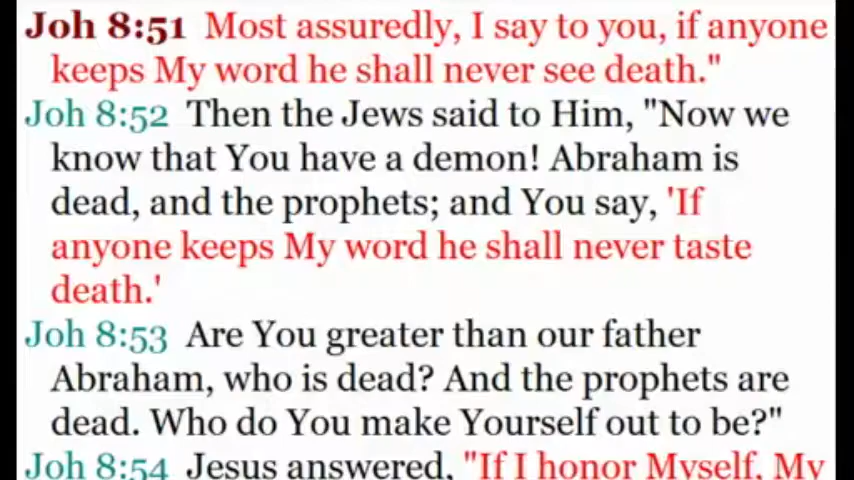 Joh 8:51 Most assuredly, I say to you, if anyone
keeps My word he shall never see death."
Joh 8:52 Then the Jews said to Him, "Now we
know that You have a demon! Abraham is
dead, and the prophets; and You say, 'If
anyone keeps My word he shall never taste
death.'
Joh 8:53 Are You greater than our father
Abraham, who is dead? And the prophets are
dead. Who do You make Yourself out to be?"
Joh 8:54 Jesus answered, "If I honor Myself, My